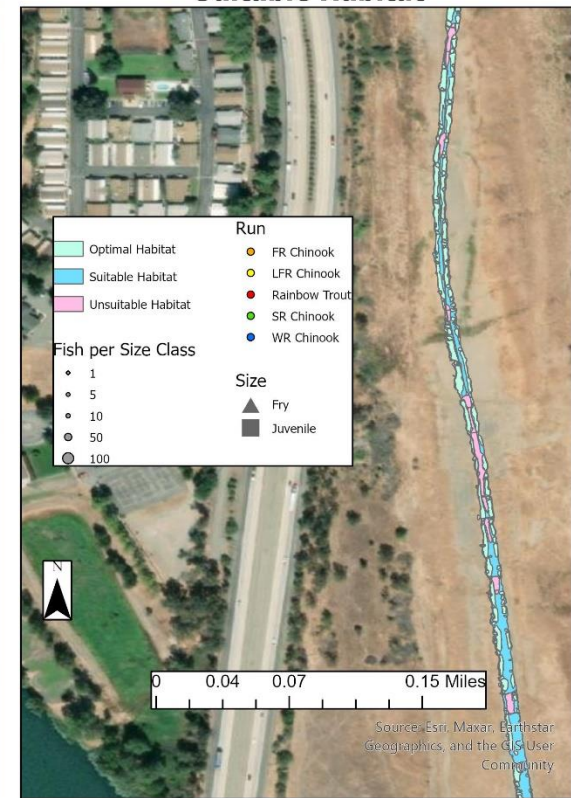 Optimal Habitat
Suitable Habitat
Unsuitable Habitat
Fish per Size Class
1
5
10
50
100
Run
FR Chinook
LFR Chinook
Rainbow Trout
SR Chinook
WR Chinook
Size
Fry
Juvenile
N
0 0.04 0.07 0.15 Miles
Source: Esri, Maxar, Earthstar
Geographics, and the GIS User
Community